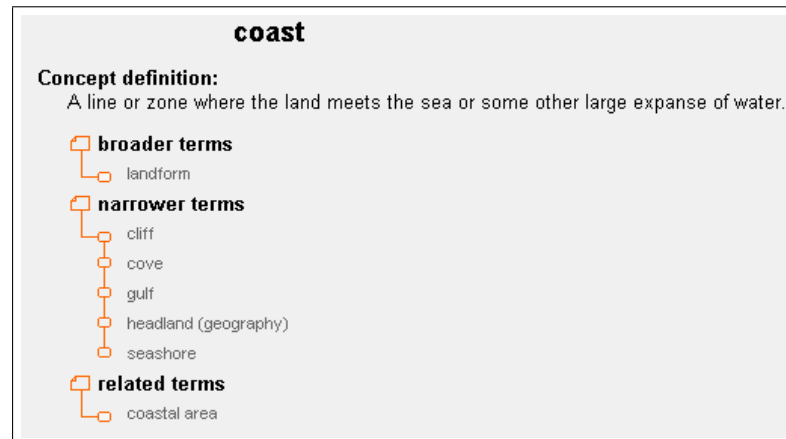 coast
Concept definition:
A line or zone where the land meets the sea or some other large expanse of water.
broader terms
landform
narrower terms
cliff
cove
gulf
headland (geography)
seashore
related terms
coastal area